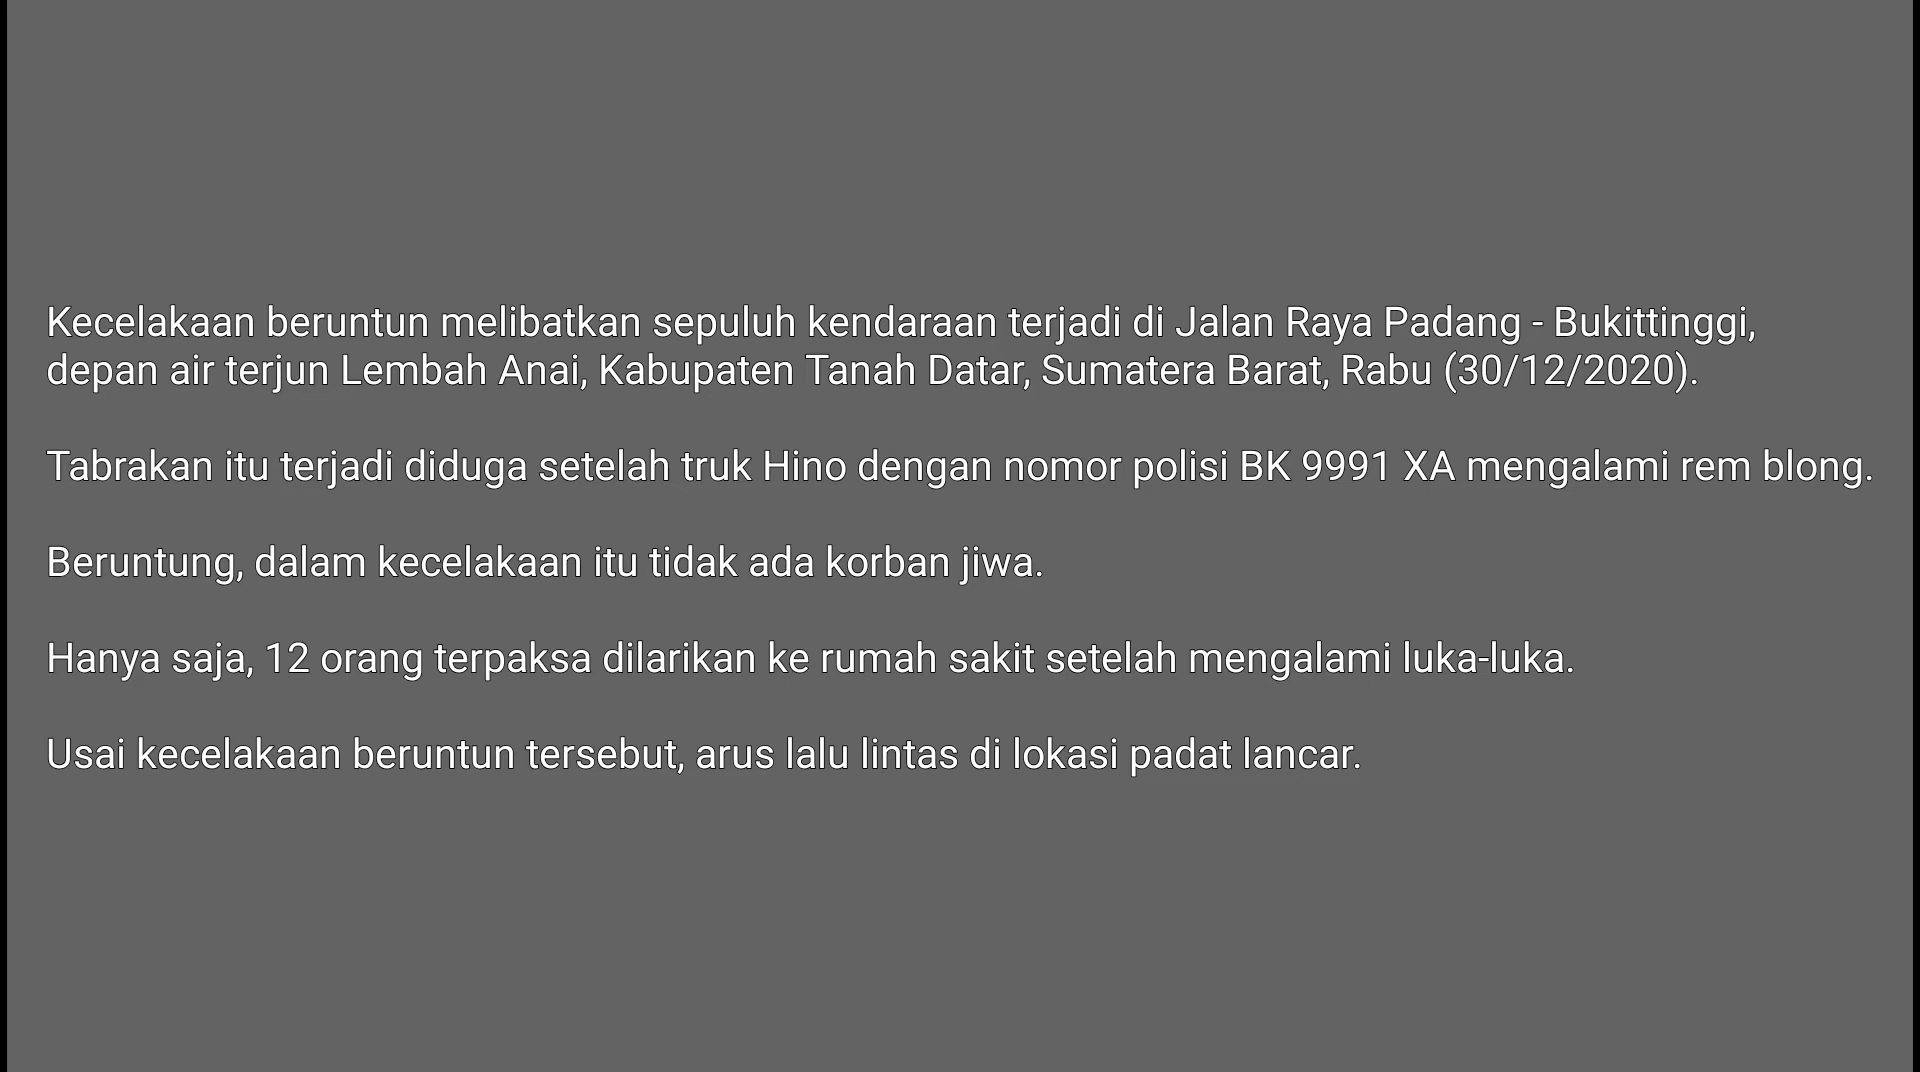 Kecelakaan beruntun melibatkan sepuluh kendaraan terjadi di Jalan Raya Padang - Bukittinggi,
depan air terjun Lembah Anai, Kabupaten Tanah Datar, Sumatera Barat, Rabu (30/12/2020).
Tabrakan itu terjadi diduga setelah truk Hino dengan nomor polisi BK 9991 XA mengalami rem blong.
Beruntung, dalam kecelakaan itu tidak ada korban jiwa.
Hanya saja, 12 orang terpaksa dilarikan ke rumah sakit setelah mengalami luka-luka.
Usai kecelakaan beruntun tersebut, arus lalu lintas di lokasi padat lancar.